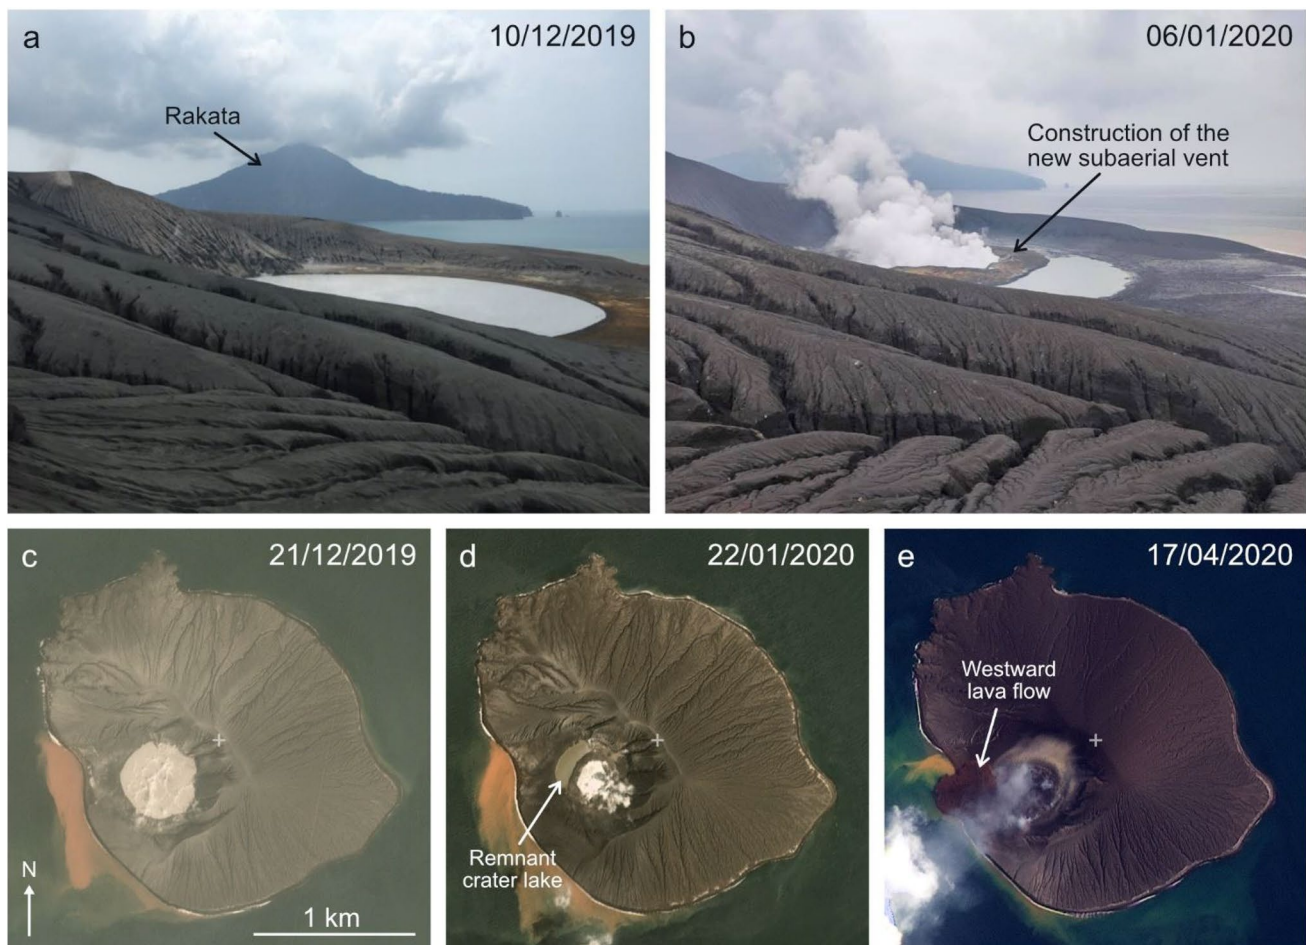 a
10/12/2019
Rakata
b
06/01/2020
Construction of the
new subaerial vent
c
21/12/2019
N
1 km
d
22/01/2020
Remnant
crater lake
e
17/04/2020
Westward
lava flow